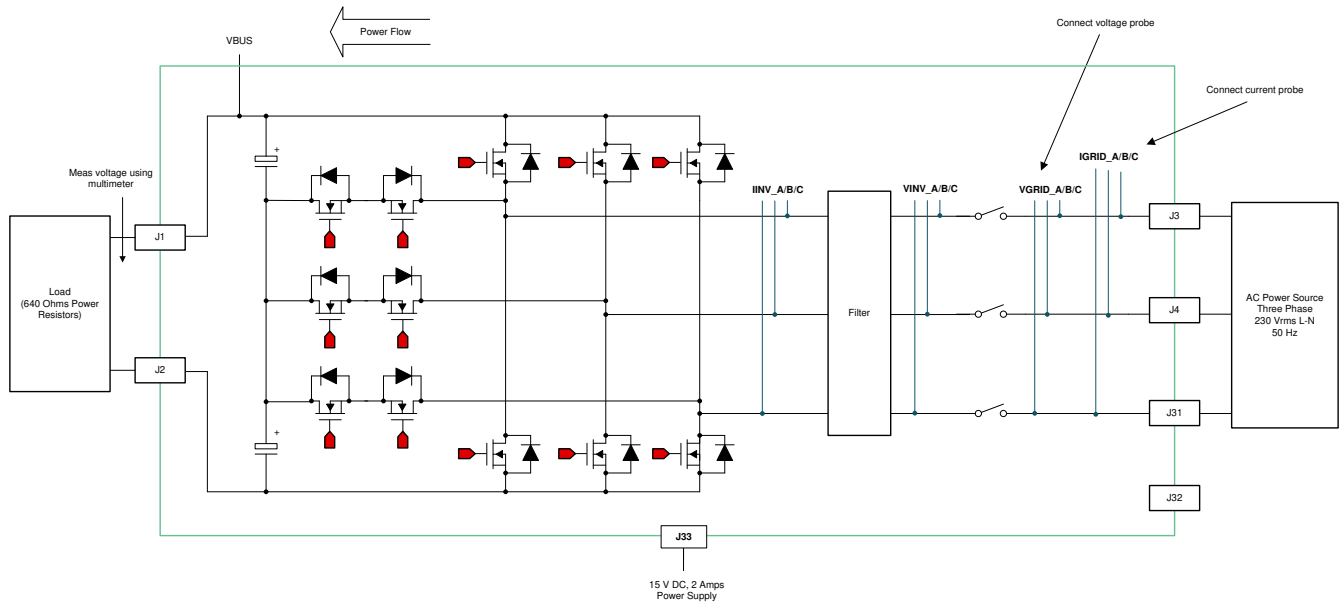 Power Flow
VBUS
Connect voltage probe
Connect current probe
+
Meas voltage using
multimeter
IGRID_A/B/C
IINV_A/B/C
VINV_A/B/C
VGRID_A/B/C
J1
J3
Load
(640 Ohms Power
Resistors)
Filter
J4
AC Power Source
Three Phase
230 Vrms L-N
50 Hz
J2
J31
+
J32
J33
15 V DC, 2 Amps
Power Supply